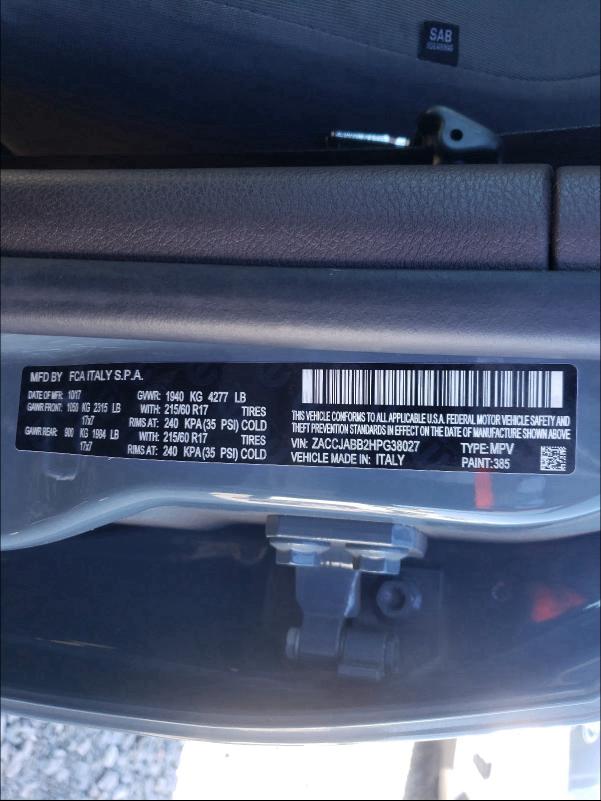 SAB
MFD BY FCA ITALY S.P.A.
DATE OF MFR: 10/17 GVWR: 1940 KG 4277 LB
GAWR FRONT: 1050 KG 2315 LB WITH: 215/60 R17 TIRES
17x7 RIMS AT: 240 KPA(35 PSI) COLD
GAWR REAR: 900 KG 1984 LB WITH: 215/60 R17 TIRES
17x7 RIMS AT: 240 KPA(35 PSI) COLD
THIS VEHICLE CONFORMS TO ALL APPLICABLE U.S.A. FEDERAL MOTOR VEHICLE SAFETY AND
THEFT PREVENTION STANDARDS IN EFFECT ON THE DATE OF MANUFACTURE SHOWN ABOVE.
VIN: ZACCJABB2HPG38027 TYPE: MPV
VEHICLE MADE IN: ITALY PAINT: 385